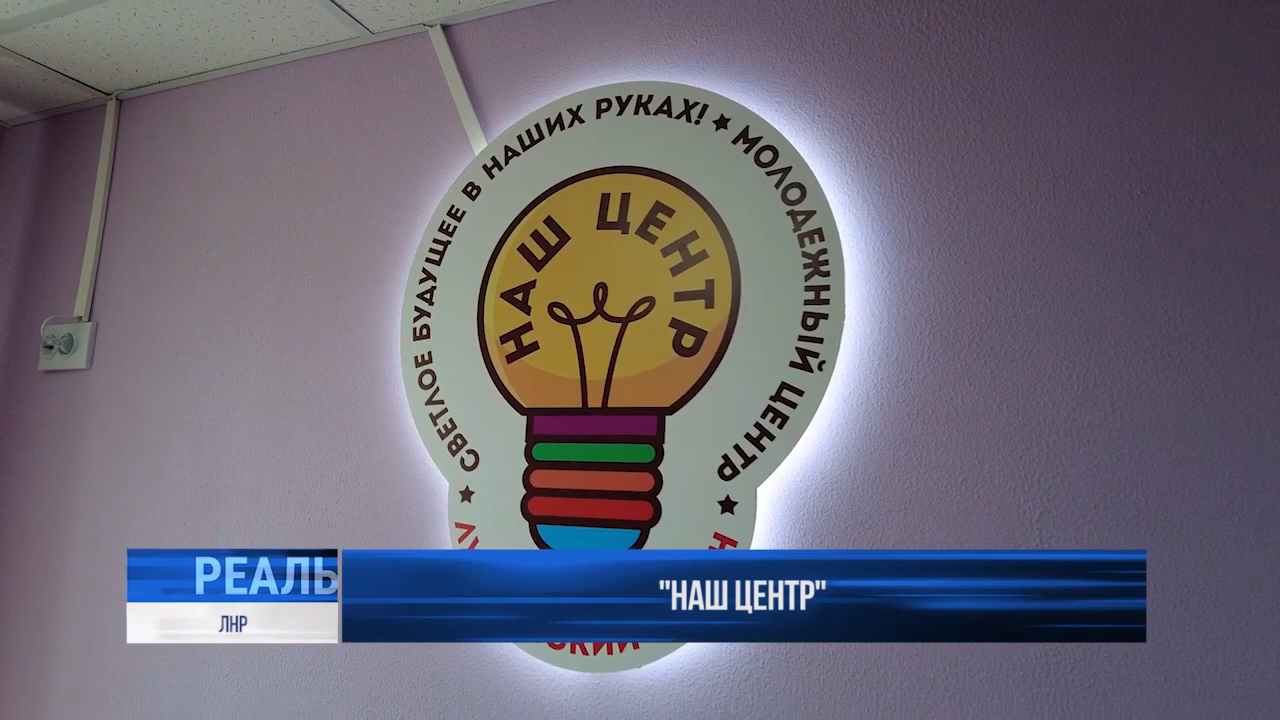 СВЕТЛОЕ БУДУЩЕЕ В НАШИХ РУКАХ! ★ МОЛОДЕЖНЫЙ ЦЕНТР ★
НАШ ЦЕНТР
РЕАЛЬ
ЛНР
"НАШ ЦЕНТР"